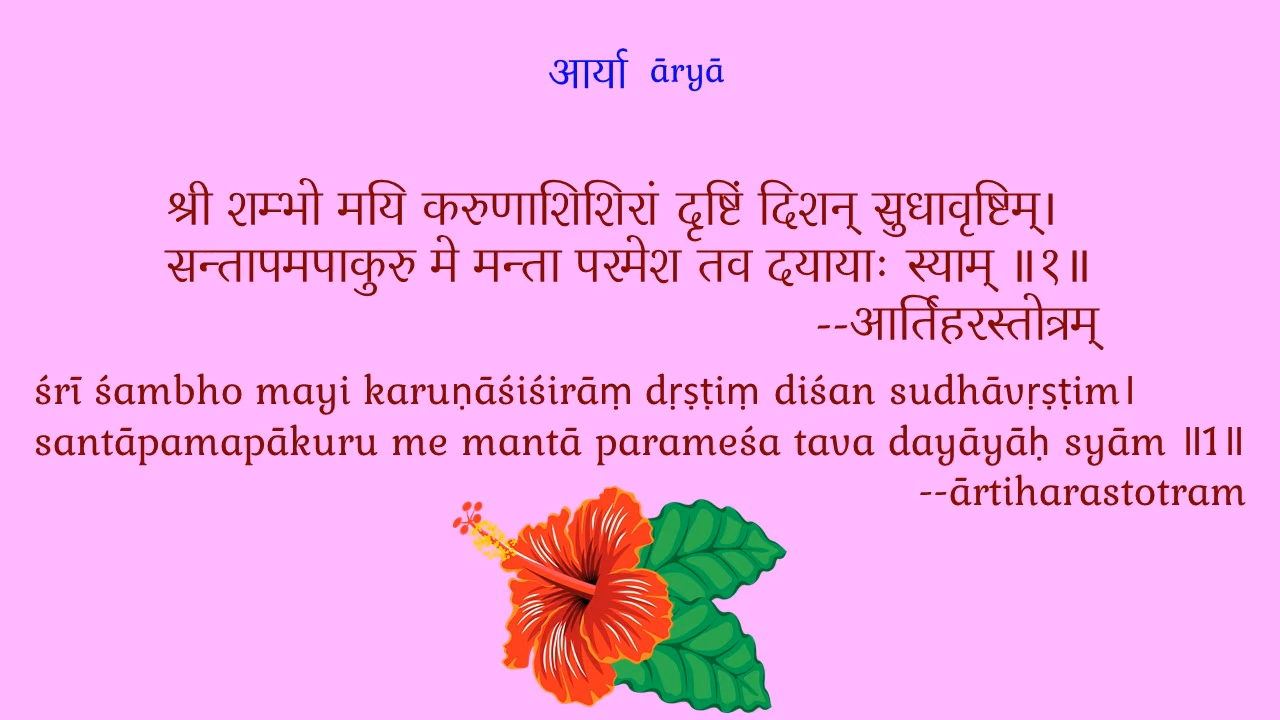 आर्या āryā
श्री शम्भो मयि करुणाशिशिरां दृष्टिं दिशन् सुधावृष्टिम्।
सन्तापमपाकुरु मे मन्ता परमेश तव दयायाः स्याम् ॥१॥
--आर्तिहरस्तोत्रम्
śrī śambho mayi karuṇāśiśirāṃ dṛṣṭiṃ diśan sudhāvṛṣṭim।
santāpamapākuru me mantā parameśa tava dayāyāḥ syām ॥1॥
--ārtiharastotram